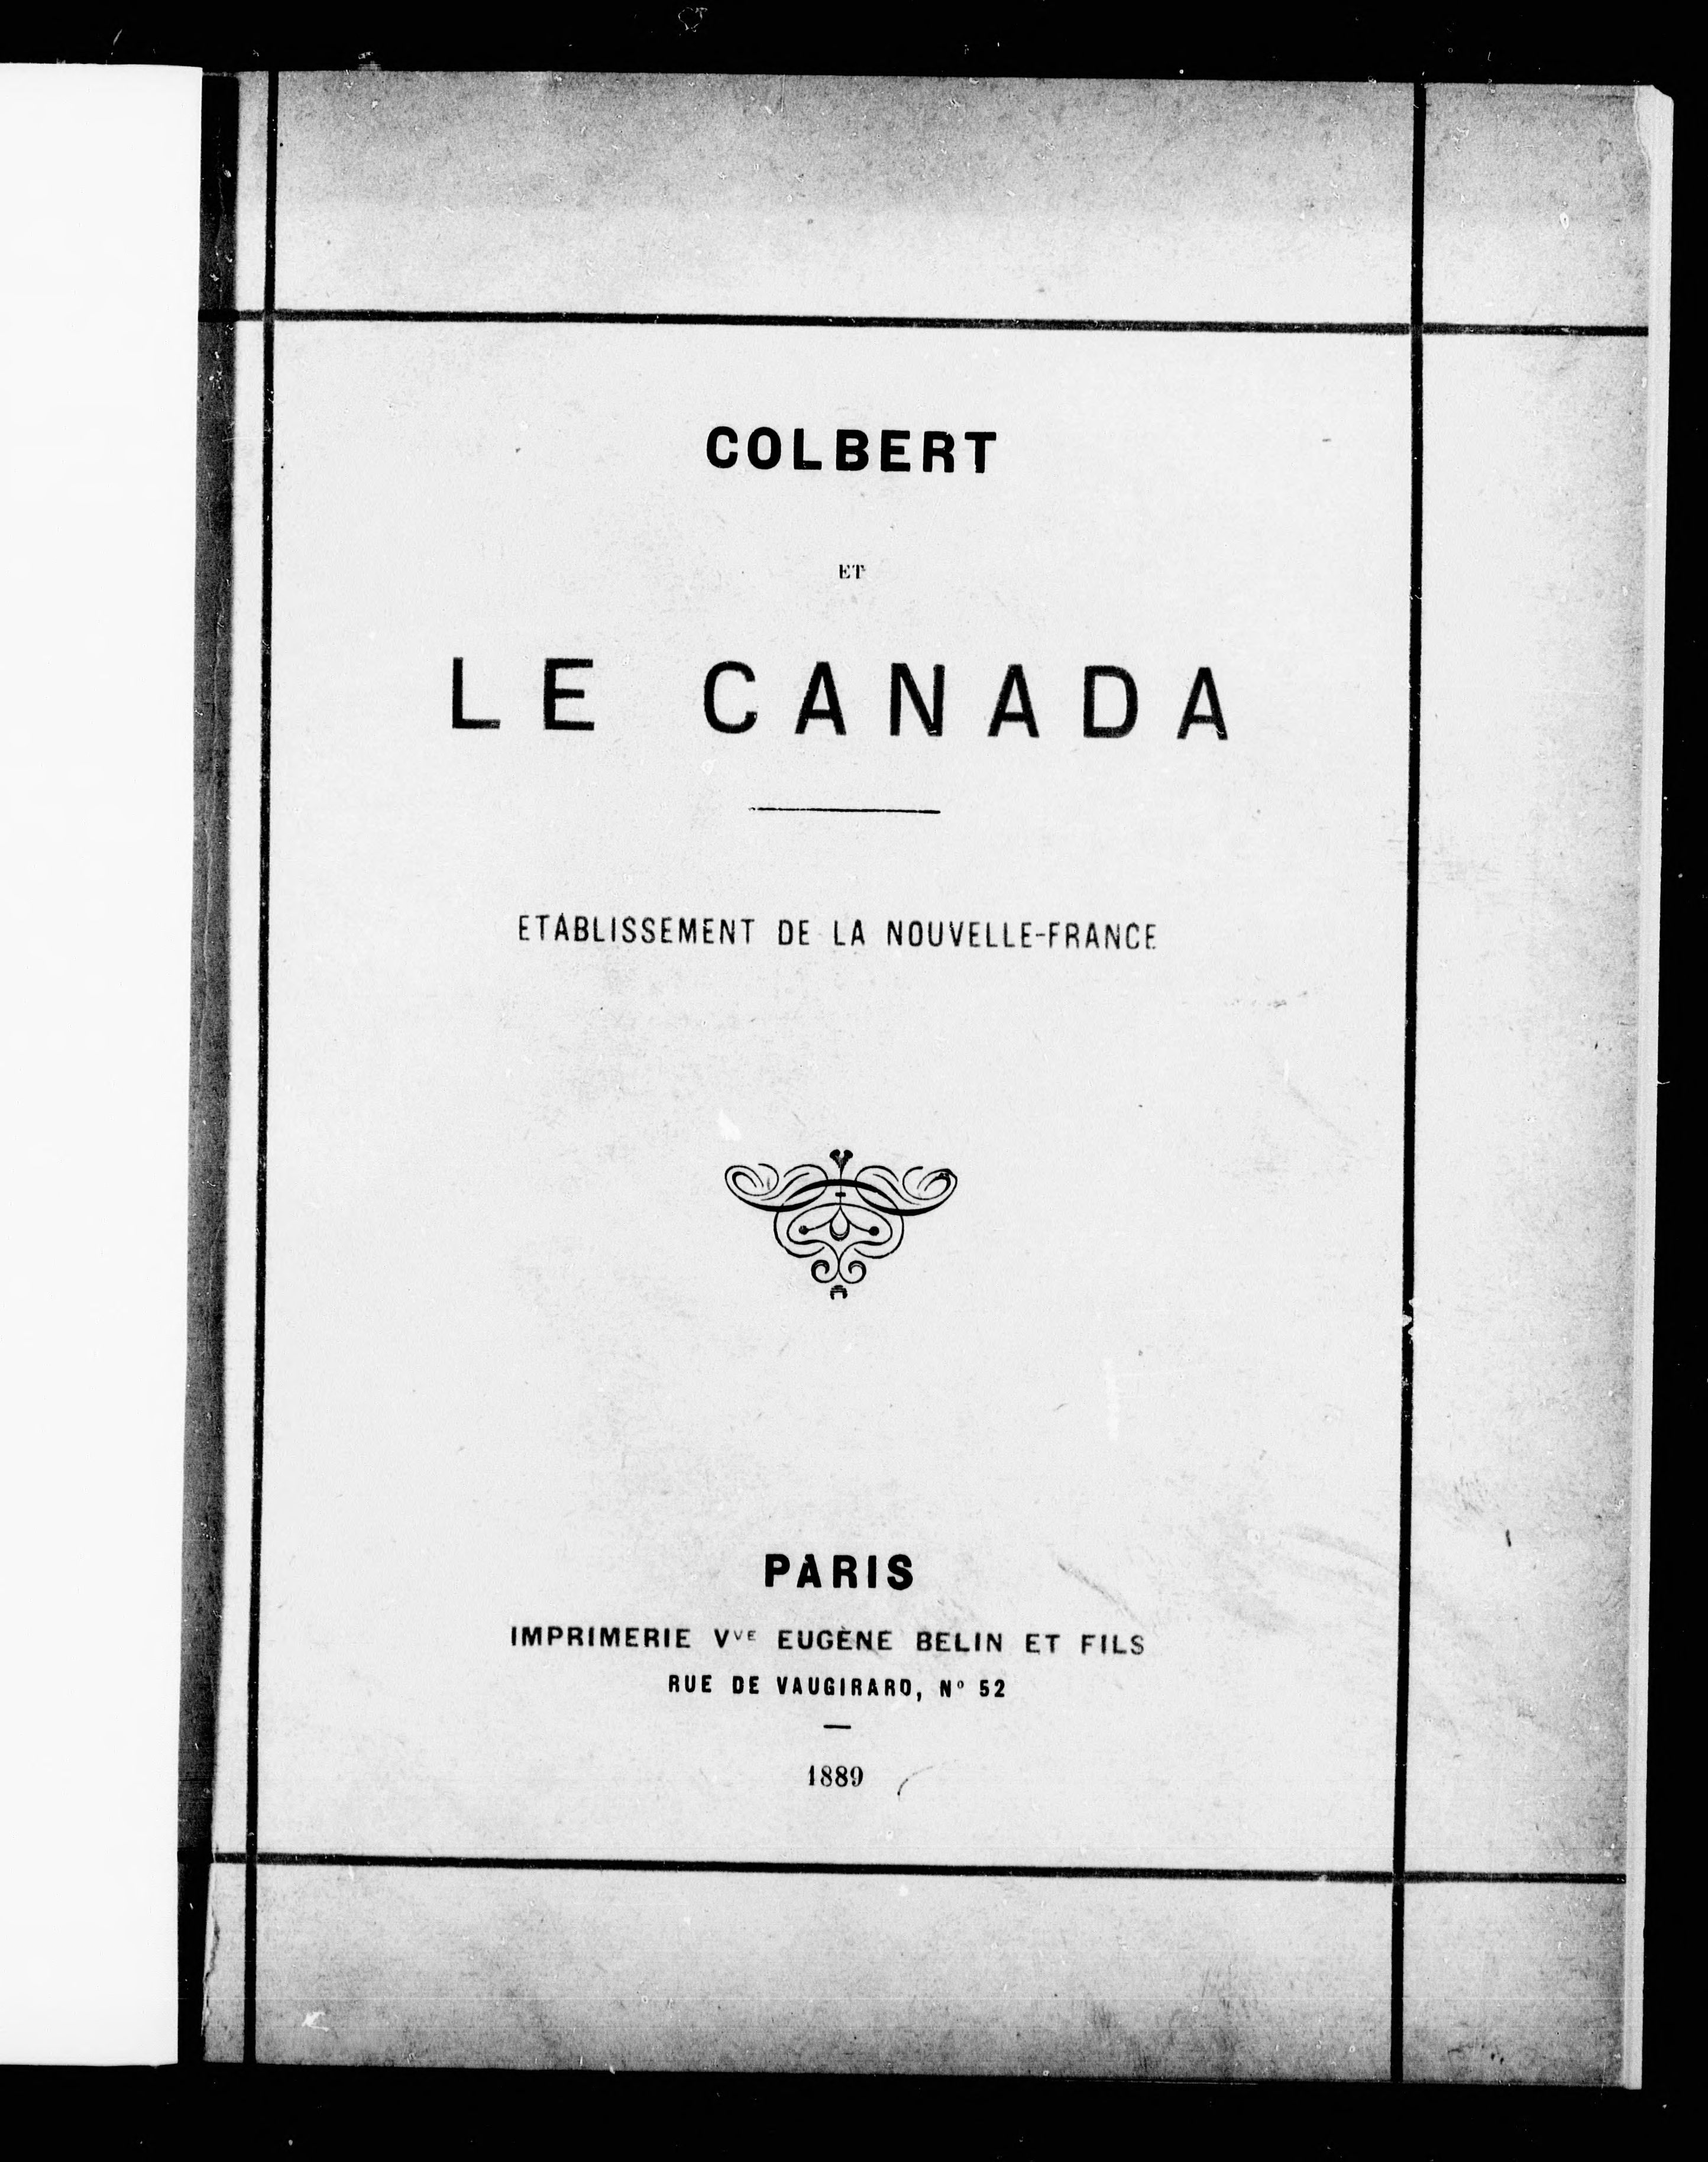 COLBERT
ET
LE CANADA
ETABLISSEMENT DE LA NOUVELLE-FRANCE
PARIS
IMPRIMERIE Vve EUGÈNE BELIN ET FILS
RUE DE VAUGIRARD, No 52
1889